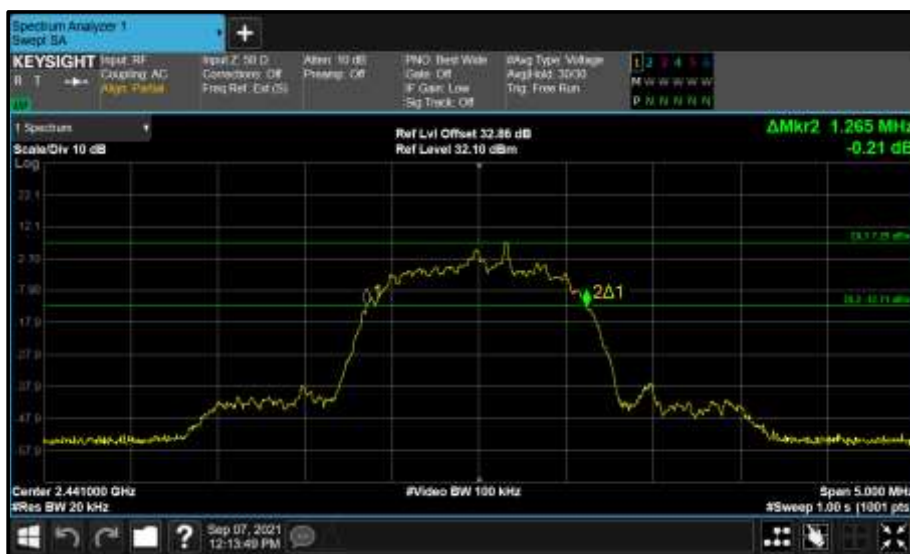 Spectrum Analyzer 1
Swept SA
+
KEYSIGHT
R T
Input: RF
Coupling: AC
Align: Partial
Input Z: 50 Ω
Corrections: Off
Freq Ref: Ext (S)
Atten: 10 dB
Preamp: Off
PNO: Best Wide
Gate: Off
IF Gain: Low
Sig Track: Off
#Avg Type: Voltage
Avg|Hold: 30/30
Trig: Free Run
1 2 3 4 5 6
M W W W W W
P N N N N N
1 Spectrum
Scale/Div 10 dB
Log
Ref Lvl Offset 32.86 dB
Ref Level 32.10 dBm
ΔMkr2 1.265 MHz
-0.21 dB
22.1
12.1
2.10
-7.90
-17.9
-27.9
-37.9
-47.9
-57.9
2Δ1
Center 2.441000 GHz
#Res BW 20 kHz
#Video BW 100 kHz
Span 5.000 MHz
#Sweep 1.00 s (1001 pts
?
Sep 07, 2021
12:13:49 PM